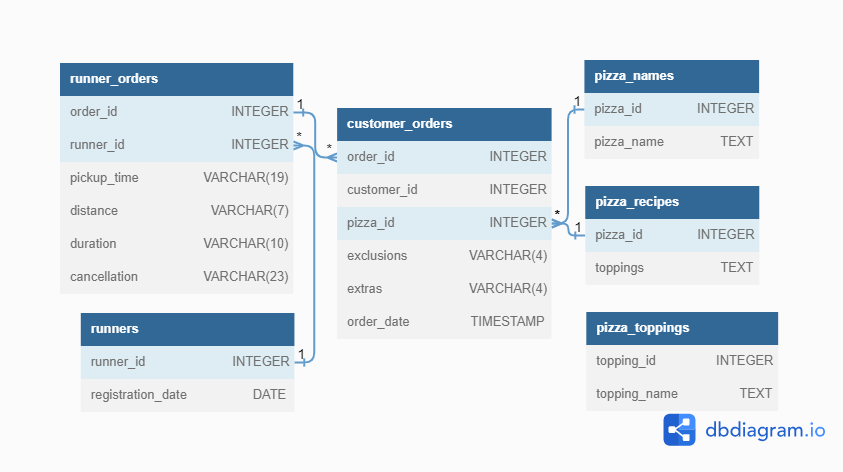 runner_orders
order_id INTEGER
runner_id INTEGER
pickup_time VARCHAR(19)
distance VARCHAR(7)
duration VARCHAR(10)
cancellation VARCHAR(23)
1
*
runners
runner_id INTEGER
registration_date DATE
1
customer_orders
order_id INTEGER
customer_id INTEGER
pizza_id INTEGER
exclusions VARCHAR(4)
extras VARCHAR(4)
order_date TIMESTAMP
*
*
pizza_names
pizza_id INTEGER
pizza_name TEXT
1
pizza_recipes
pizza_id INTEGER
toppings TEXT
1
pizza_toppings
topping_id INTEGER
topping_name TEXT
dbdiagram.io